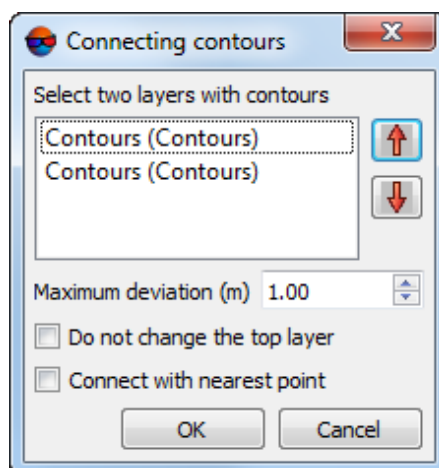 Connecting contours
Select two layers with contours
Contours (Contours)
Contours (Contours)
Maximum deviation (m) 1.00
Do not change the top layer
Connect with nearest point
OK Cancel